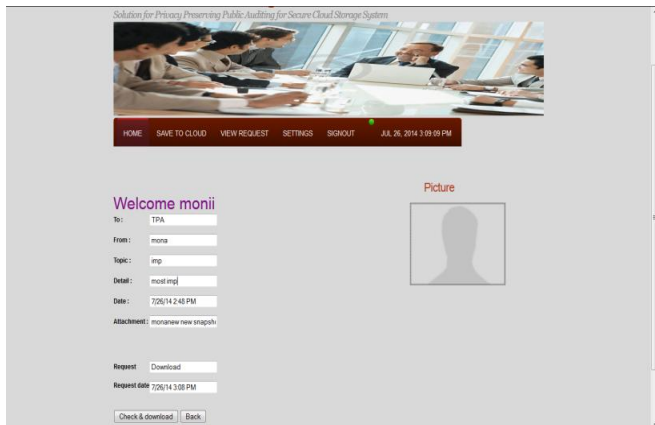 Solution for Privacy Preserving Public Auditing for Secure Cloud Storage System
HOME SAVE TO CLOUD VIEW REQUEST SETTINGS SIGNOUT JUL 26, 2014 3:09:09 PM
Picture
Welcome monii
To : TPA
From : mona
Topic : imp
Detail : most imp
Date : 7/26/14 2:48 PM
Attachment : monanew new snapsh
Request Download
Request date 7/26/14 3:08 PM
Check & download Back